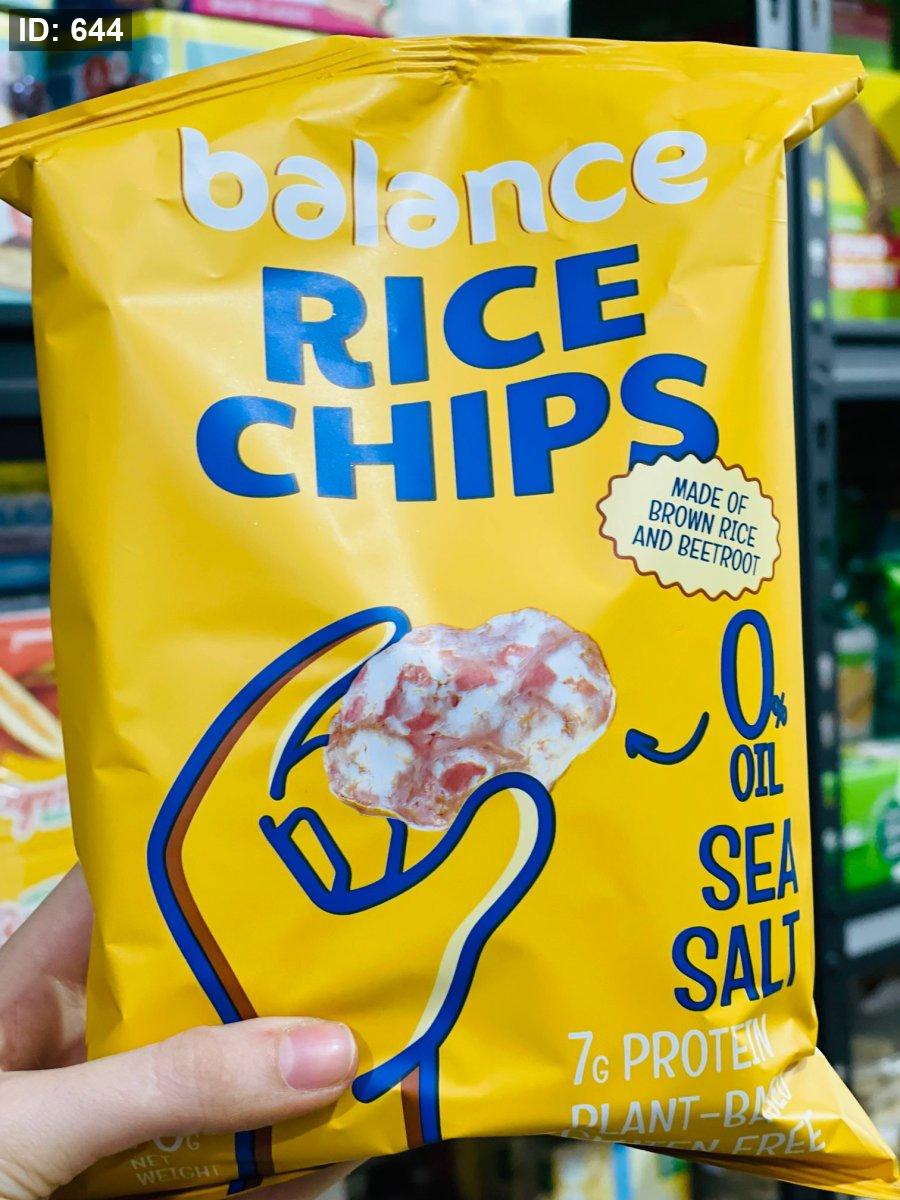 ID: 644
balance
RICE
CHIPS
MADE OF
BROWN RICE
AND BEETROOT
0%
OIL
SEA
SALT
7G PROTEIN
FREE
NET
WEIGHT